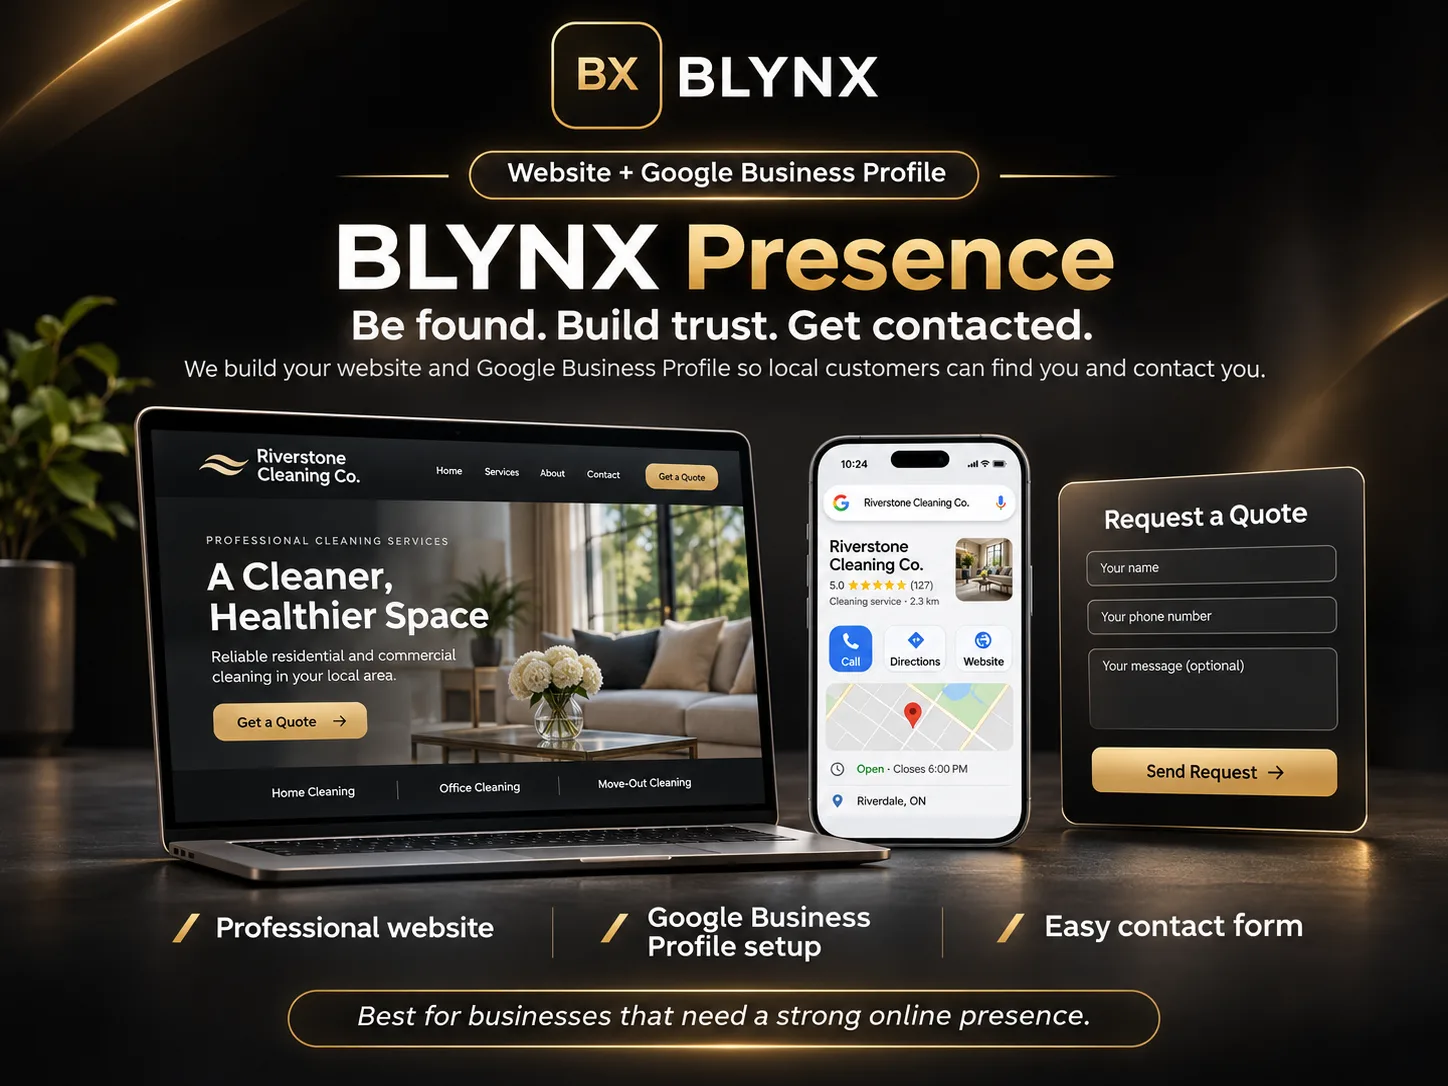 BX BLYNX
Website + Google Business Profile
BLYNX Presence
Be found. Build trust. Get contacted.
We build your website and Google Business Profile so local customers can find you and contact you.
Riverstone
Cleaning Co.
Home Services About Contact Get a Quote
PROFESSIONAL CLEANING SERVICES
A Cleaner,
Healthier Space
Reliable residential and commercial
cleaning in your local area.
Get a Quote →
Home Cleaning Office Cleaning Move-Out Cleaning
10:24
G Riverstone Cleaning Co.
Riverstone
Cleaning Co.
5.0 ★★★★★ (127)
Cleaning service · 2.3 km
Call Directions Website
Open · Closes 6:00 PM
Riverdale, ON
Request a Quote
Your name
Your phone number
Your message (optional)
Send Request →
Professional website
Google Business
Profile setup
Easy contact form
Best for businesses that need a strong online presence.